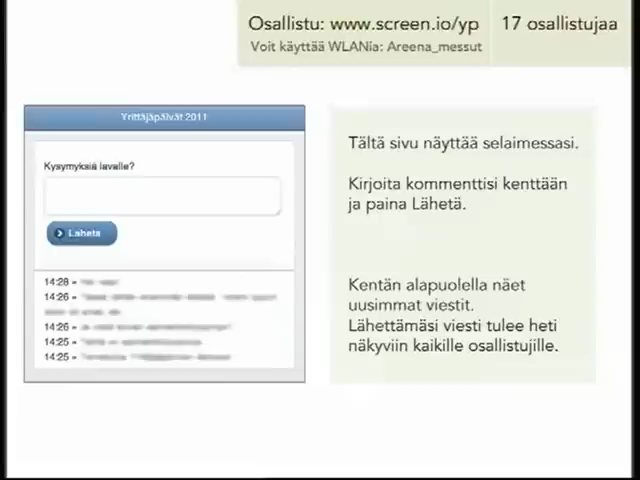 Osallistu: www.screen.io/yp
17 osallistujaa
Voit käyttää WLANia: Areena_messut
Yrittäjäpäivät 2011
Kysymyksiä lavalle?
Lähetä
14:28 »
14:26 »
14:26 »
14:25 »
14:25 »
Tältä sivu näyttää selaimessasi.
Kirjoita kommenttisi kenttään
ja paina Lähetä.
Kentän alapuolella näet
uusimmat viestit.
Lähettämäsi viesti tulee heti
näkyviin kaikille osallistujille.